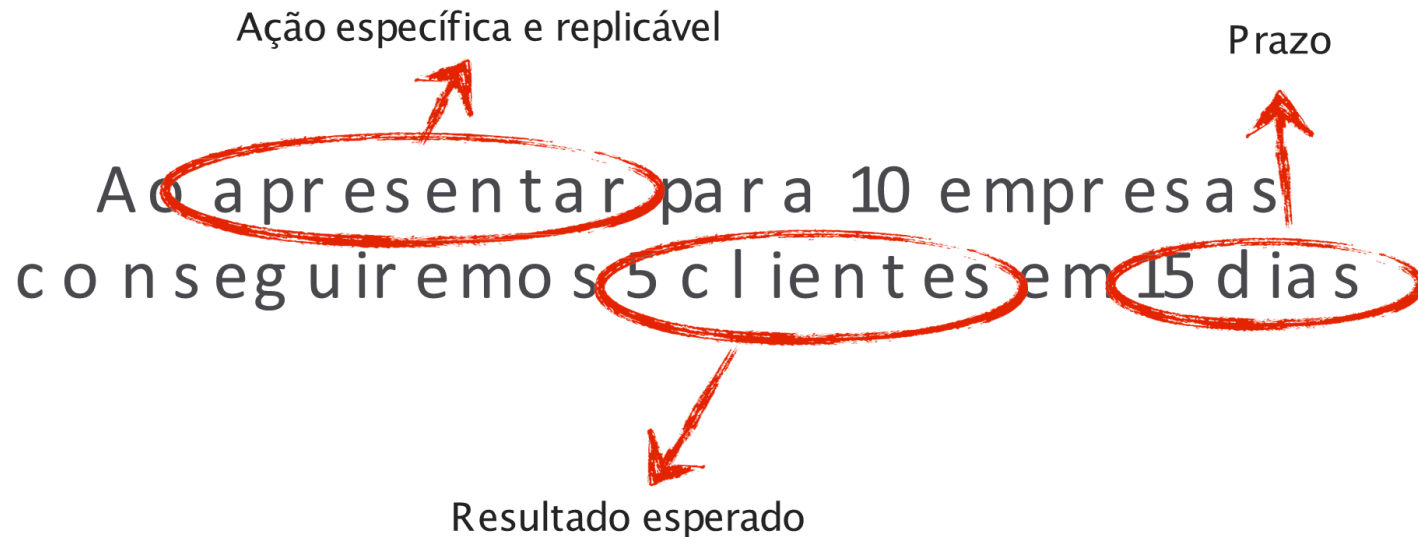 Ação específica e replicável
Prazo
Ao apresentar para 10 empresas
conseguiremos 5 clientes em 15 dias
Resultado esperado